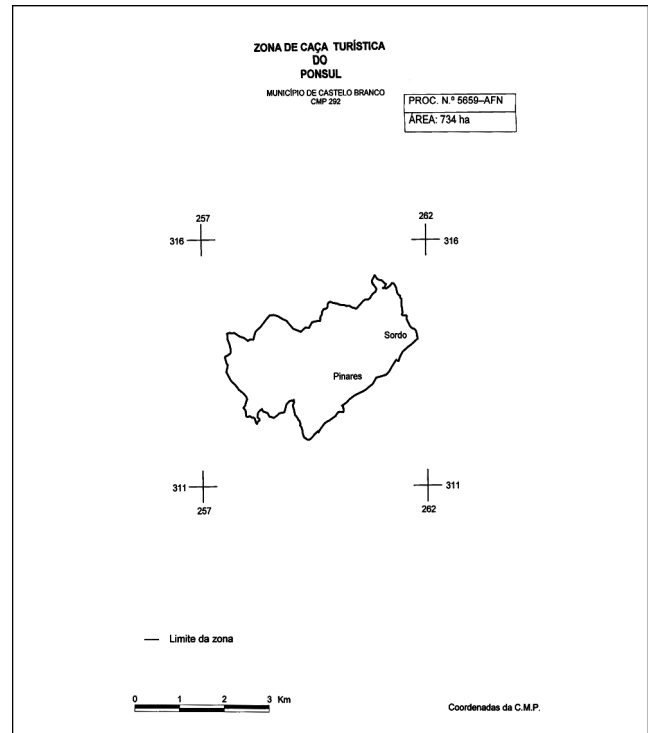 ZONA DE CAÇA TURÍSTICA
DO
PONSUL
MUNICÍPIO DE CASTELO BRANCO
CMP 292
PROC. N.º 5659–AFN
ÁREA: 734 ha
257
262
316
316
Sordo
Pinares
311
311
257
262
Limite da zona
0 1 2 3 Km
Coordenadas da C.M.P.